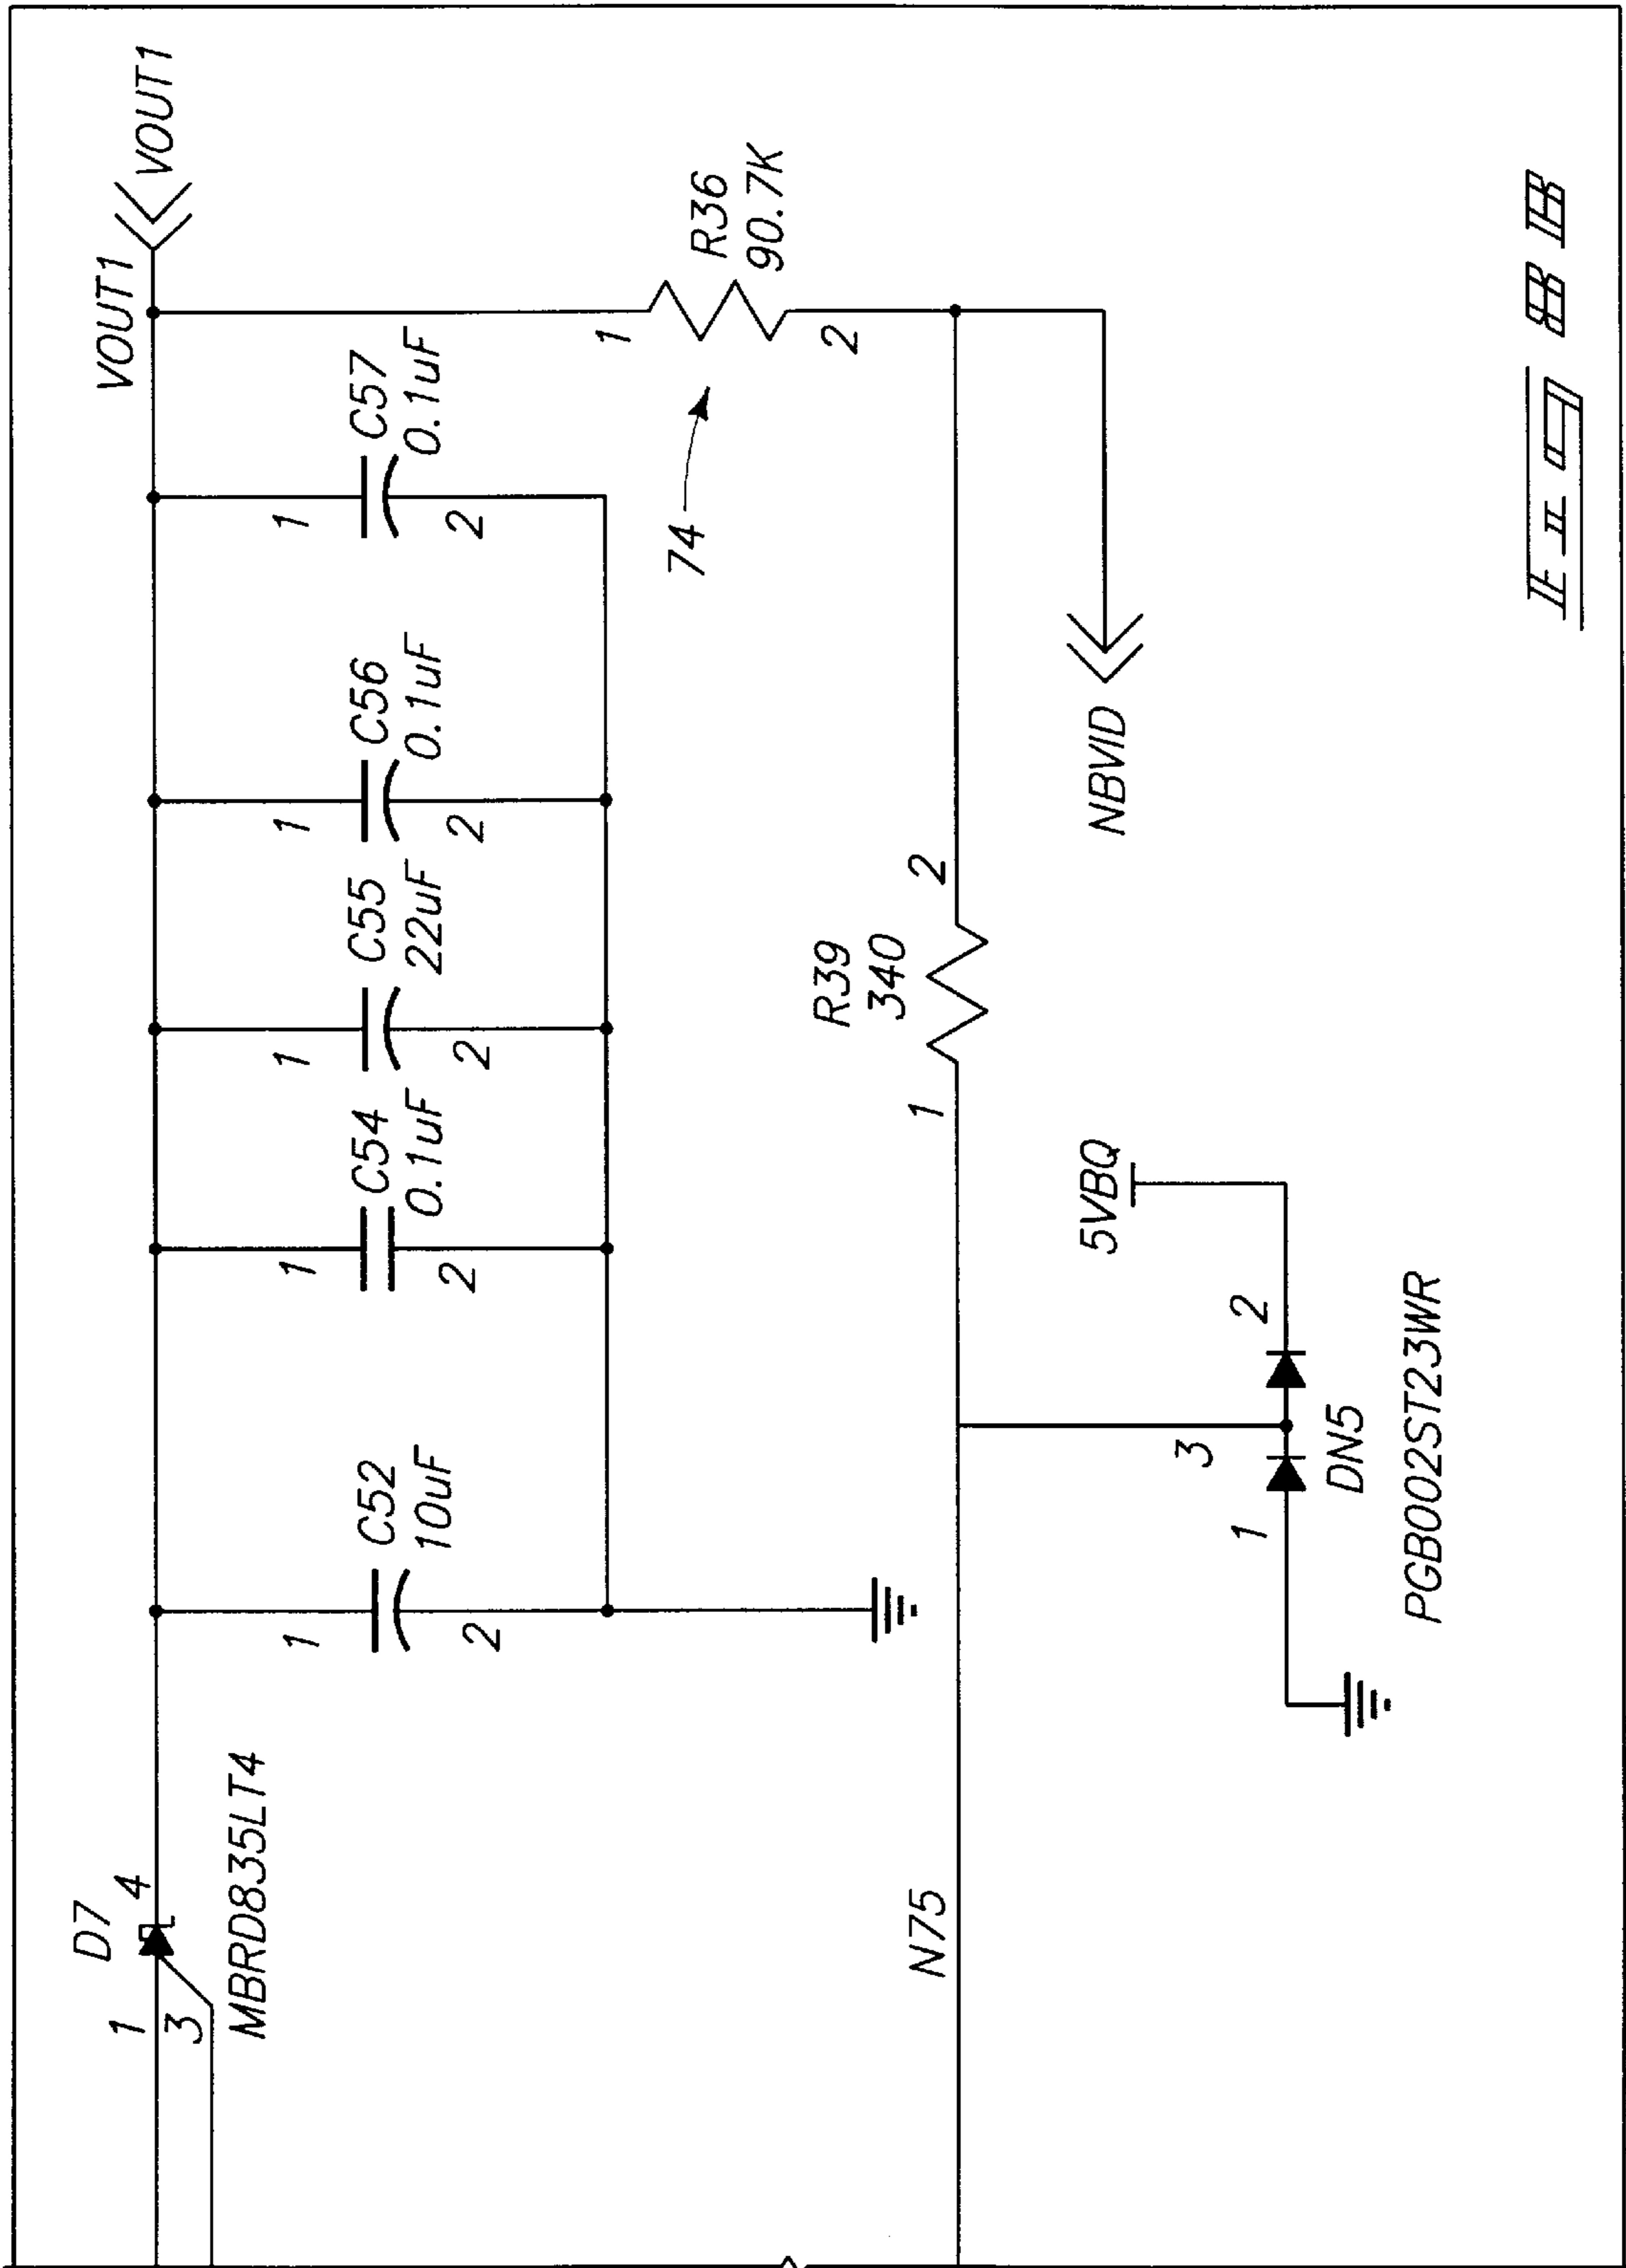 VOUT1
VOUT1
D7
1
4
3
MBRD835LT4
1
C52
10uF
2
1
C54
0.1uF
2
1
C55
22uF
2
1
C56
0.1uF
2
1
C57
0.1uF
2
74
1
R36
90.7K
2
N75
R39
340
1
2
NBVID
5VBQ
3
1
2
DN5
PGB002ST23WR
FIG 8B